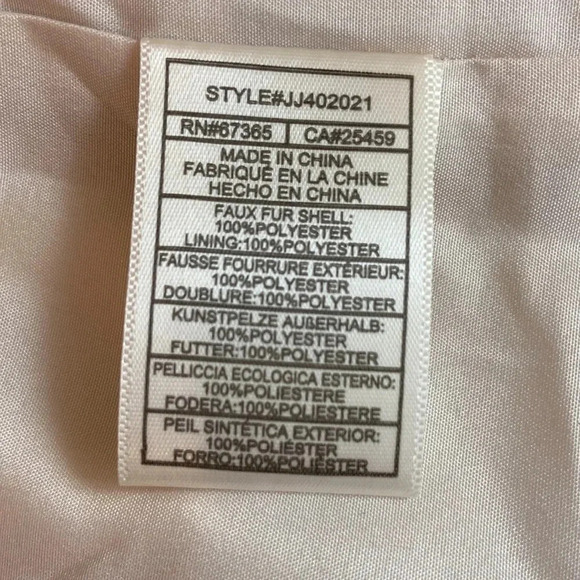 STYLE#JJ402021
RN#67365 CA#25459
MADE IN CHINA
FABRIQUÉ EN LA CHINE
HECHO EN CHINA
FAUX FUR SHELL:
100%POLYESTER
LINING:100%POLYESTER
FAUSSE FOURRURE EXTÉRIEUR:
100%POLYESTER
DOUBLURE:100%POLYESTER
KUNSTPELZE AUßERHALB:
100%POLYESTER
FUTTER:100%POLYESTER
PELLICCIA ECOLOGICA ESTERNO:
100%POLIESTERE
FODERA:100%POLIESTERE
PEIL SINTÉTICA EXTERIOR:
100%POLIÉSTER
FORRO:100%POLIÉSTER